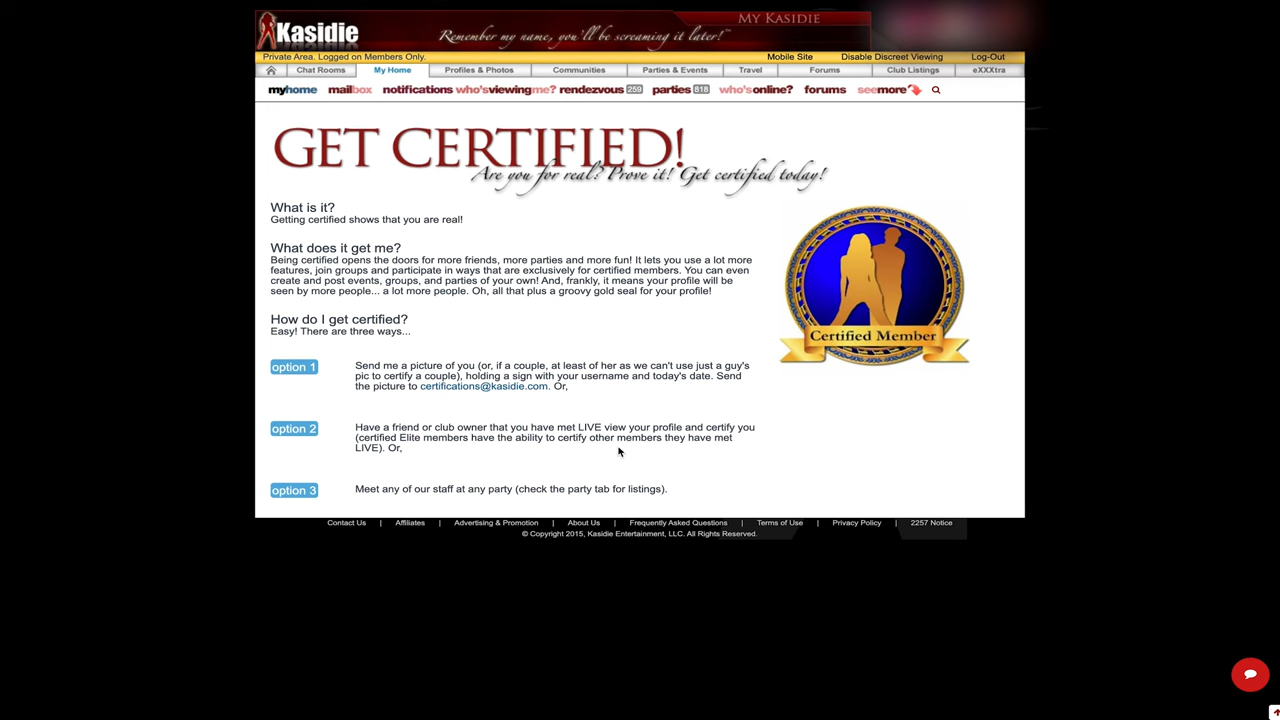 Kasidie
MY KASIDIE
Remember my name, you'll be screaming it later!™
Private Area. Logged on Members Only.
Mobile Site
Disable Discreet Viewing
Log-Out
Chat Rooms
My Home
Profiles & Photos
Communities
Parties & Events
Travel
Forums
Club Listings
eXXXtra
myhome
mailbox
notifications
who'sviewingme?
rendezvous 259
parties 818
who'sonline?
forums
seemore
GET CERTIFIED!
Are you for real? Prove it! Get certified today!
What is it?
Getting certified shows that you are real!
What does it get me?
Being certified opens the doors for more friends, more parties and more fun! It lets you use a lot more
features, join groups and participate in ways that are exclusively for certified members. You can even
create and post events, groups, and parties of your own! And, frankly, it means your profile will be
seen by more people... a lot more people. Oh, all that plus a groovy gold seal for your profile!
Certified Member
How do I get certified?
Easy! There are three ways...
option 1
Send me a picture of you (or, if a couple, at least of her as we can't use just a guy's
pic to certify a couple), holding a sign with your username and today's date. Send
the picture to certifications@kasidie.com. Or,
option 2
Have a friend or club owner that you have met LIVE view your profile and certify you
(certified Elite members have the ability to certify other members they have met
LIVE). Or,
option 3
Meet any of our staff at any party (check the party tab for listings).
Contact Us | Affiliates | Advertising & Promotion | About Us | Frequently Asked Questions | Terms of Use | Privacy Policy | 2257 Notice
© Copyright 2015, Kasidie Entertainment, LLC. All Rights Reserved.